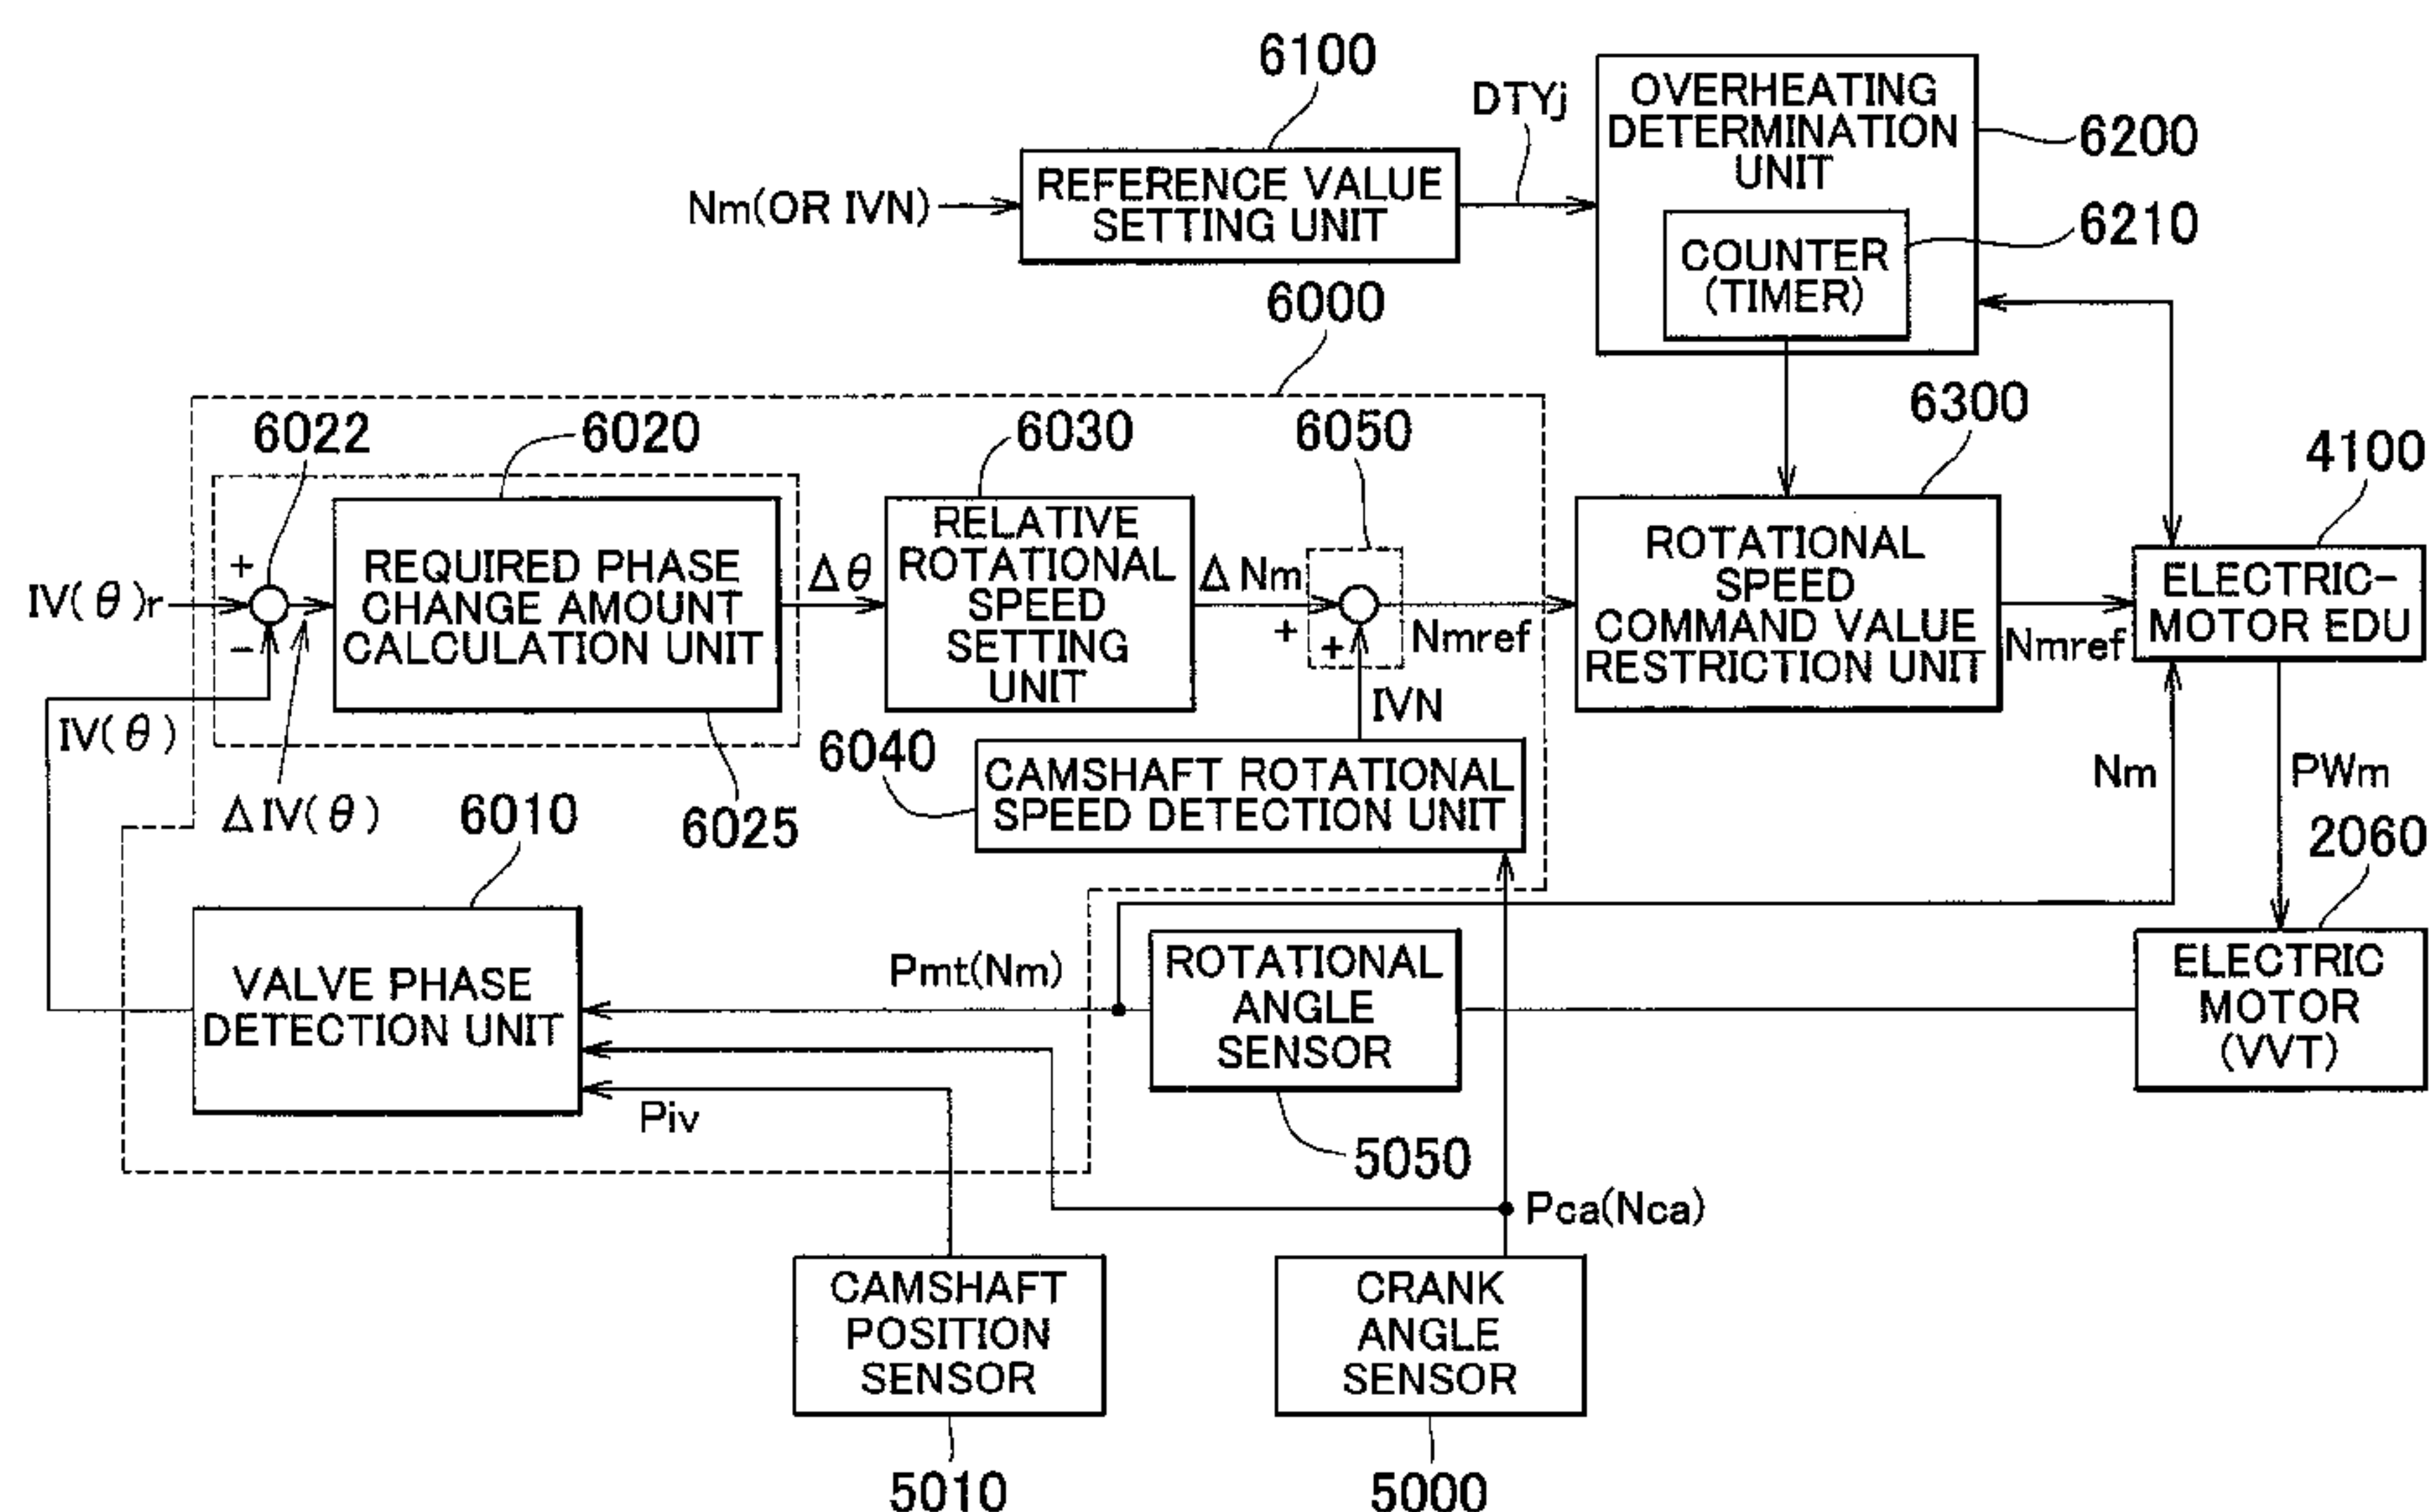 6100
DTYj
OVERHEATING
DETERMINATION
UNIT
6200
Nm(OR IVN)
REFERENCE VALUE
SETTING UNIT
COUNTER
(TIMER)
6210
6000
6022
6020
6030
6050
6300
4100
IV(θ)r
+
−
REQUIRED PHASE
CHANGE AMOUNT
CALCULATION UNIT
Δθ
RELATIVE
ROTATIONAL
SPEED
SETTING
UNIT
ΔNm
+
+
Nmref
ROTATIONAL
SPEED
COMMAND VALUE
RESTRICTION UNIT
Nmref
ELECTRIC-
MOTOR EDU
IV(θ)
ΔIV(θ)
6025
IVN
6040
CAMSHAFT ROTATIONAL
SPEED DETECTION UNIT
Nm
PWm
6010
2060
VALVE PHASE
DETECTION UNIT
Pmt(Nm)
ROTATIONAL
ANGLE
SENSOR
ELECTRIC
MOTOR
(VVT)
Piv
5050
Pca(Nca)
CAMSHAFT
POSITION
SENSOR
CRANK
ANGLE
SENSOR
5010
5000